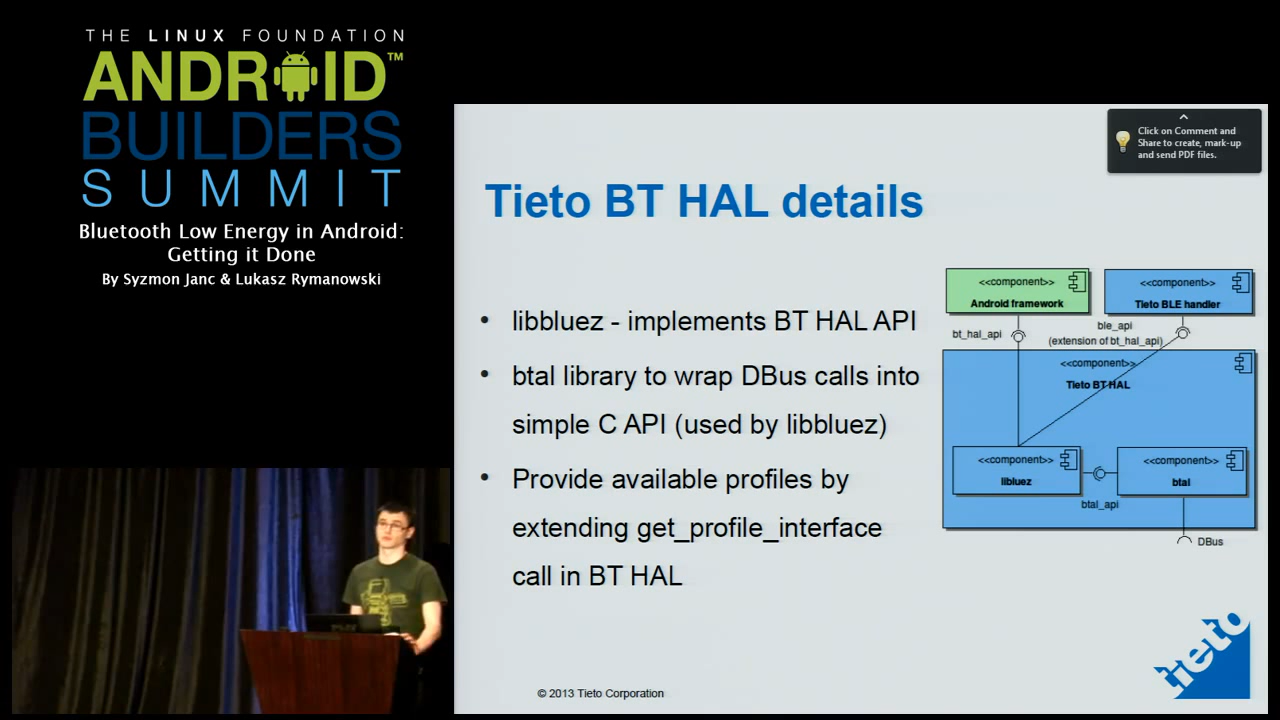 THE LINUX FOUNDATION
ANDROID™
BUILDERS
SUMMIT
Bluetooth Low Energy in Android:
Getting it Done
By Syzmon Janc & Lukasz Rymanowski
Click on Comment and
Share to create, mark-up
and send PDF files.
Tieto BT HAL details
• libbluez - implements BT HAL API
• btal library to wrap DBus calls into
simple C API (used by libbluez)
• Provide available profiles by
extending get_profile_interface
call in BT HAL
<<component>>
Android framework
<<component>>
Tieto BLE handler
bt_hal_api
ble_api
(extension of bt_hal_api)
<<component>>
Tieto BT HAL
<<component>>
libluez
<<component>>
btal
btal_api
DBus
tieto
© 2013 Tieto Corporation